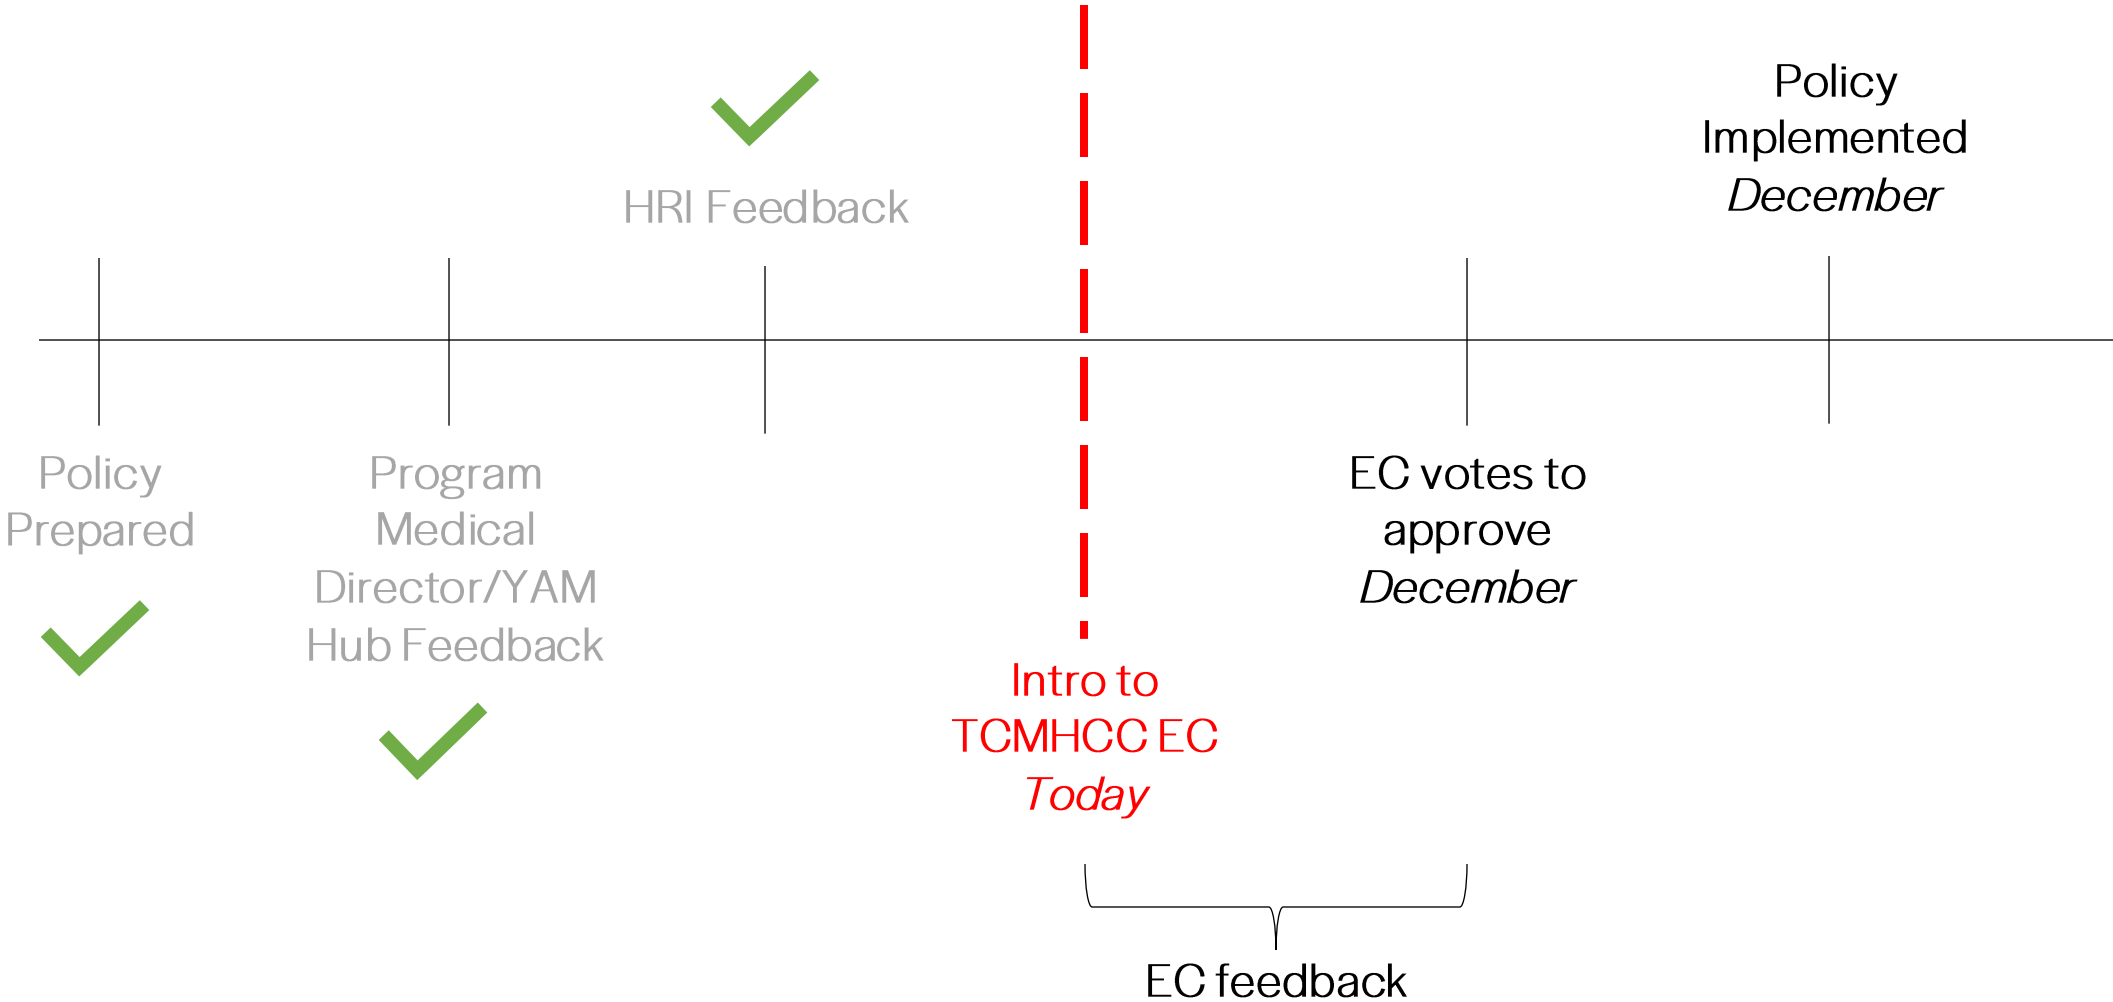 Policy
Prepared
Program
Medical
Director/YAM
Hub Feedback
HRI Feedback
Intro to
TCMHCC EC
Today
EC feedback
EC votes to
approve
December
Policy
Implemented
December